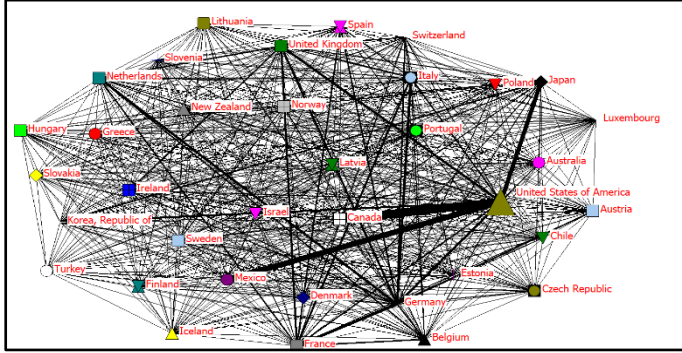 Lithuania
Spain
Switzerland
United Kingdom
Slovenia
Netherlands
Italy
Poland
Japan
New Zealand
Norway
Luxembourg
Hungary
Greece
Portugal
Latvia
Australia
Slovakia
Ireland
United States of America
Korea, Republic of
Israel
Canada
Austria
Sweden
Chile
Turkey
Finland
Mexico
Estonia
Denmark
Germany
Czech Republic
Iceland
France
Belgium